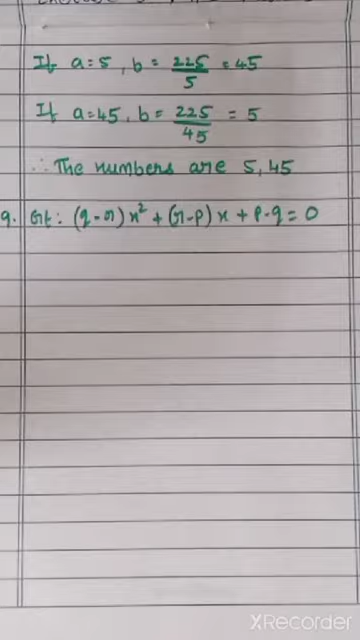 If a=5, b = 225/5 = 45
If a=45, b = 225/45 = 5
∴ The numbers are 5, 45
9. Gt: (q-r)x² + (r-p)x + p-q = 0
XRecorder